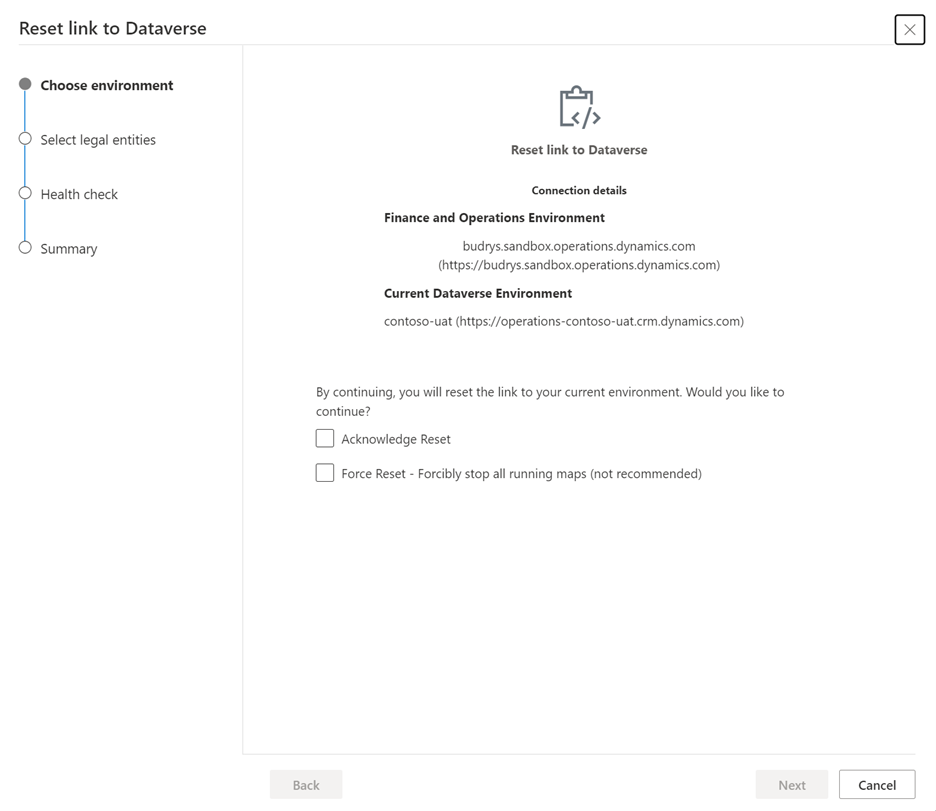 Reset link to Dataverse
Choose environment
Select legal entities
Health check
Summary
Reset link to Dataverse
Connection details
Finance and Operations Environment
budrys.sandbox.operations.dynamics.com
(https://budrys.sandbox.operations.dynamics.com)
Current Dataverse Environment
contoso-uat (https://operations-contoso-uat.crm.dynamics.com)
By continuing, you will reset the link to your current environment. Would you like to
continue?
Acknowledge Reset
Force Reset - Forcibly stop all running maps (not recommended)
Back
Next
Cancel